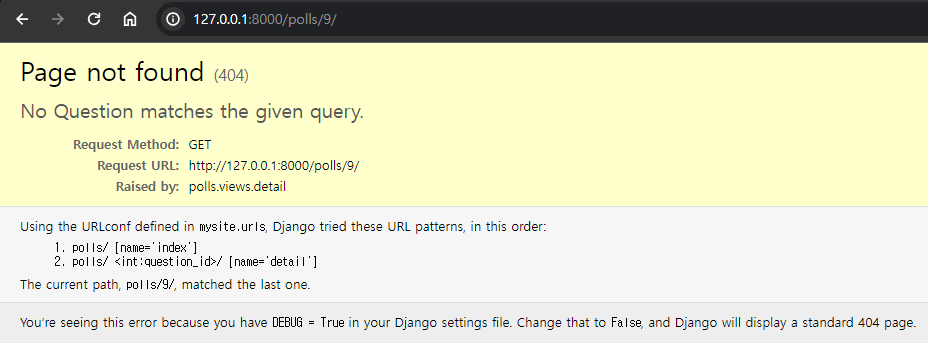 127.0.0.1:8000/polls/9/
Page not found (404)
No Question matches the given query.
Request Method: GET
Request URL: http://127.0.0.1:8000/polls/9/
Raised by: polls.views.detail
Using the URLconf defined in mysite.urls, Django tried these URL patterns, in this order:
1. polls/ [name='index']
2. polls/ <int:question_id>/ [name='detail']
The current path, polls/9/, matched the last one.
You're seeing this error because you have DEBUG = True in your Django settings file. Change that to False, and Django will display a standard 404 page.